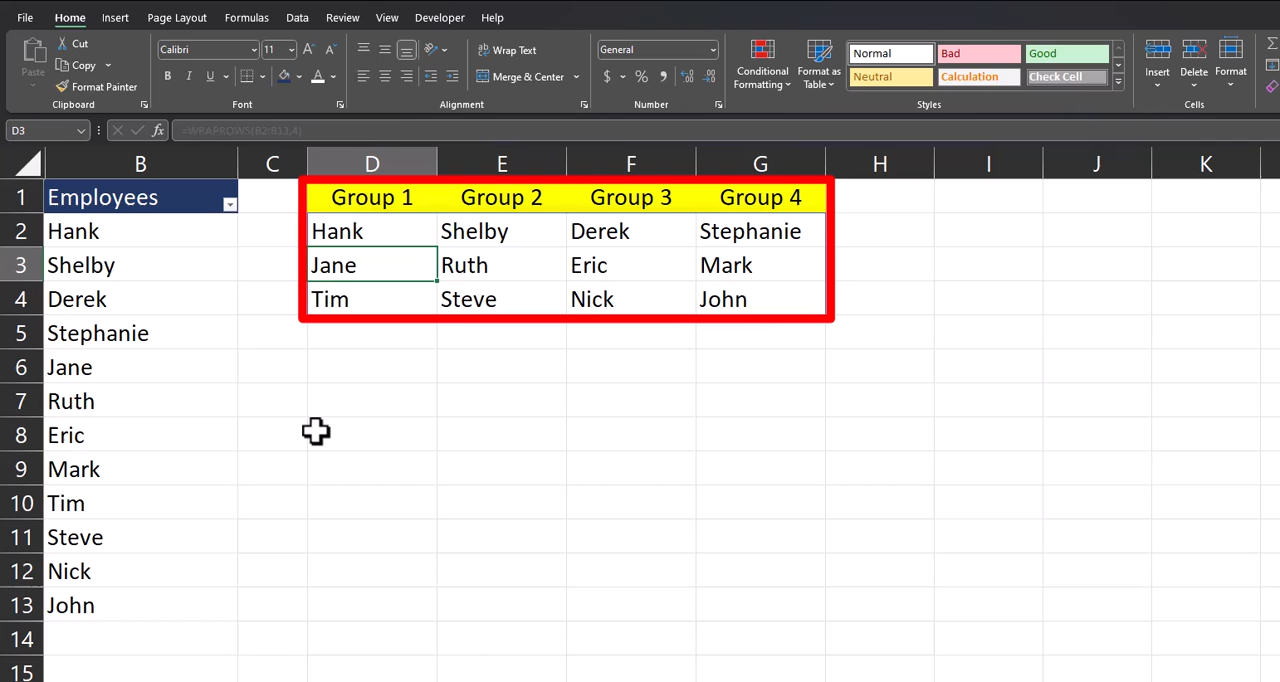 File Home Insert Page Layout Formulas Data Review View Developer Help
Paste
Cut
Copy
Format Painter
Clipboard
Calibri 11 A A
B I U A
Font
Wrap Text
Merge & Center
Alignment
General
$ % ,
Number
Conditional Formatting
Format as Table
Normal Bad Good
Neutral Calculation Check Cell
Styles
Insert Delete Format
Cells
D3 fx =WRAPROWS(B2:B13,4)
B C D E F G H I J K
1 Employees Group 1 Group 2 Group 3 Group 4
2 Hank Hank Shelby Derek Stephanie
3 Shelby Jane Ruth Eric Mark
4 Derek Tim Steve Nick John
5 Stephanie
6 Jane
7 Ruth
8 Eric
9 Mark
10 Tim
11 Steve
12 Nick
13 John
14
15